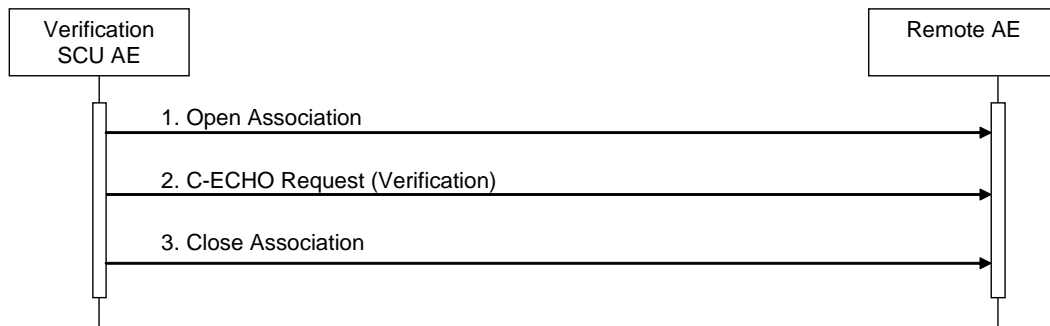 Verification
SCU AE
Remote AE
1. Open Association
2. C-ECHO Request (Verification)
3. Close Association